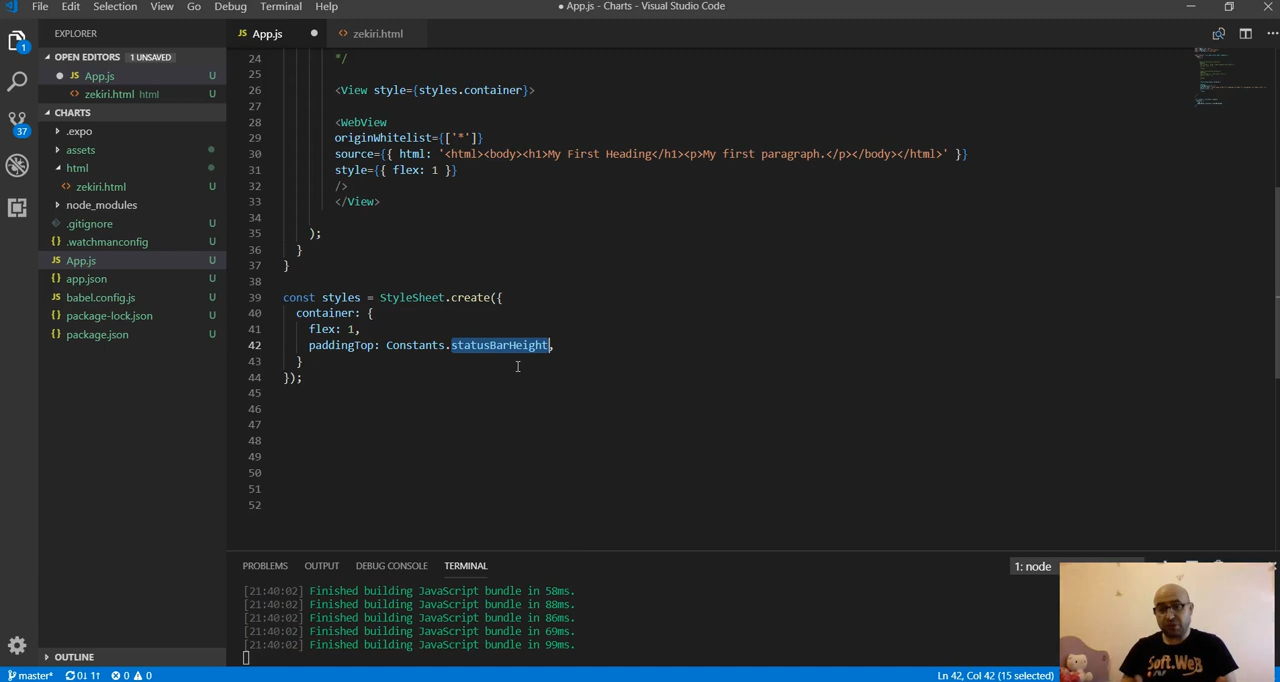 File Edit Selection View Go Debug Terminal Help
● App.js - Charts - Visual Studio Code
EXPLORER
OPEN EDITORS 1 UNSAVED
● App.js U
<> zekiri.html html U
CHARTS
.expo
assets
html
<> zekiri.html U
node_modules
.gitignore U
{} .watchmanconfig U
JS App.js U
{} app.json U
JS babel.config.js U
{} package-lock.json U
{} package.json U
OUTLINE
1
37
JS App.js ●
<> zekiri.html
24 */
25
26 <View style={styles.container}>
27
28 <WebView
29 originWhitelist={['*']}
30 source={{ html: '<html><body><h1>My First Heading</h1><p>My first paragraph.</p></body></html>' }}
31 style={{ flex: 1 }}
32 />
33 </View>
34
35 );
36 }
37 }
38
39 const styles = StyleSheet.create({
40 container: {
41 flex: 1,
42 paddingTop: Constants.statusBarHeight,
43 }
44 });
45
46
47
48
49
50
51
52
PROBLEMS OUTPUT DEBUG CONSOLE TERMINAL
1: node
[21:40:02] Finished building JavaScript bundle in 58ms.
[21:40:02] Finished building JavaScript bundle in 88ms.
[21:40:02] Finished building JavaScript bundle in 86ms.
[21:40:02] Finished building JavaScript bundle in 69ms.
[21:40:02] Finished building JavaScript bundle in 99ms.
Soft.WeB
master* 0↓ 1↑ 0 0
Ln 42, Col 42 (15 selected)